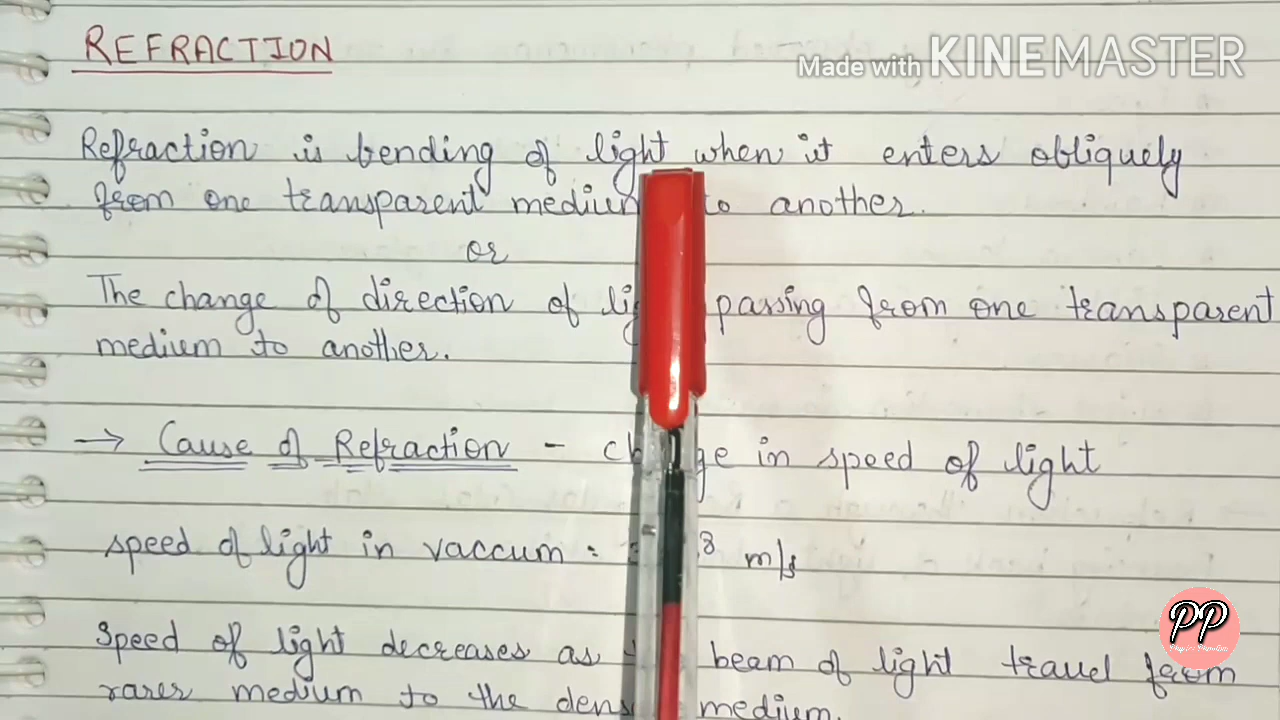 REFRACTION
Made with KINEMASTER
Refraction is bending of light when it enters obliquely
from one transparent medium to another.
or
The change of direction of passing from one transparent
medium to another.
→ Cause of Refraction - in speed of light
speed of light in vaccum = 8 m/s
PP
Speed of light decreases as beam of light travel from
rarer medium to the medium.